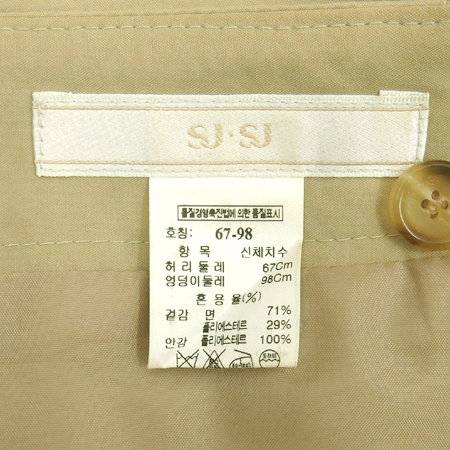 SJ·SJ
품질경영촉진법에 의한 품질표시
호칭: 67-98
항 목 신체치수
허 리 둘 레 67Cm
엉덩이둘레 98Cm
혼 용 율(%)
겉감 면 71%
폴리에스테르 29%
안감 폴리에스테르 100%